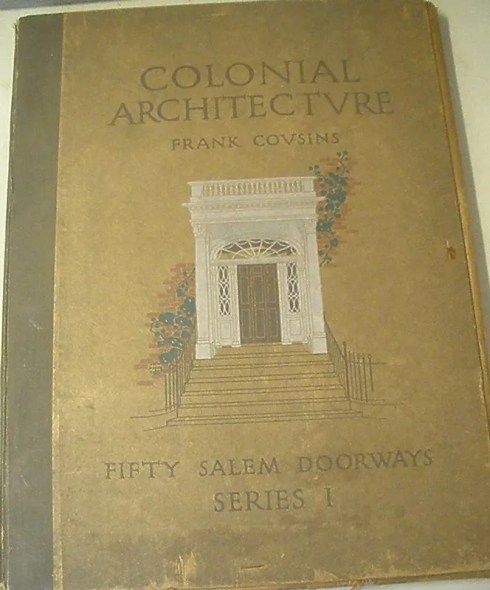 COLONIAL
ARCHITECTVRE
FRANK COVSINS
FIFTY SALEM DOORWAYS
SERIES I